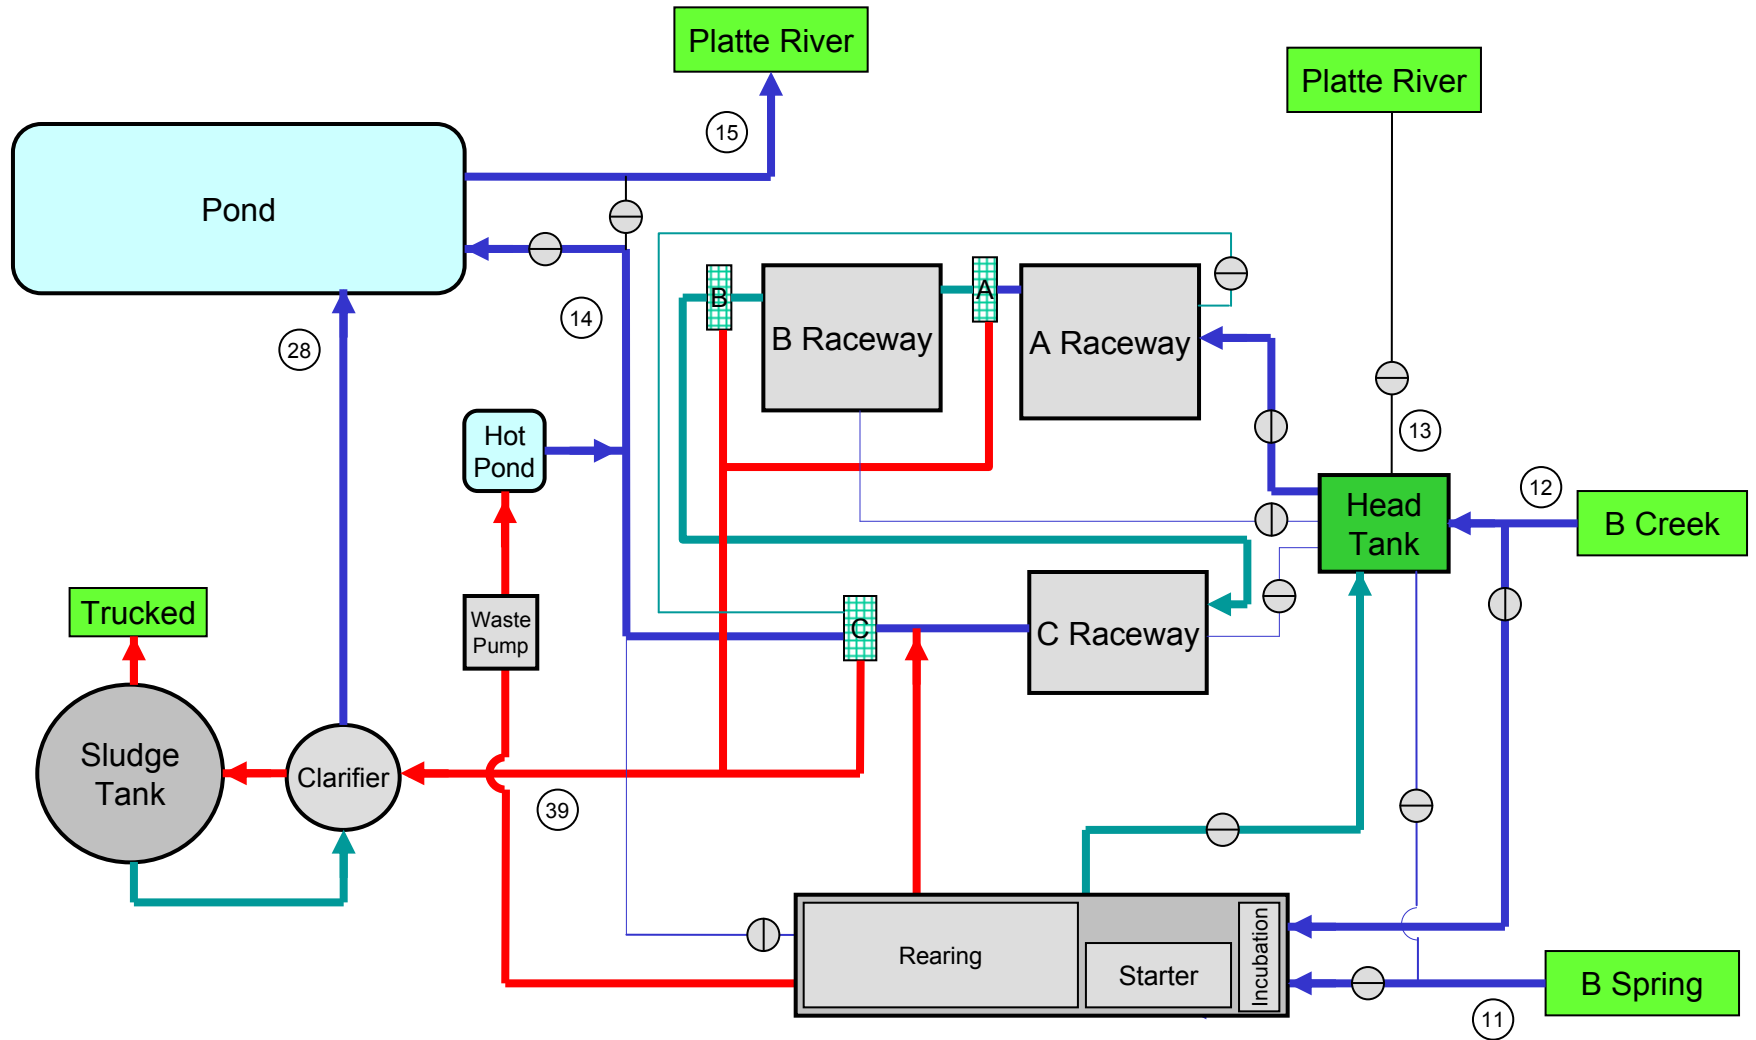 Platte River
Platte River
15
Pond
14
28
B
B Raceway
A
A Raceway
13
Hot
Pond
12
Head
Tank
B Creek
Trucked
Waste
Pump
C
C Raceway
Sludge
Tank
Clarifier
39
Rearing
Starter
Incubation
B Spring
11